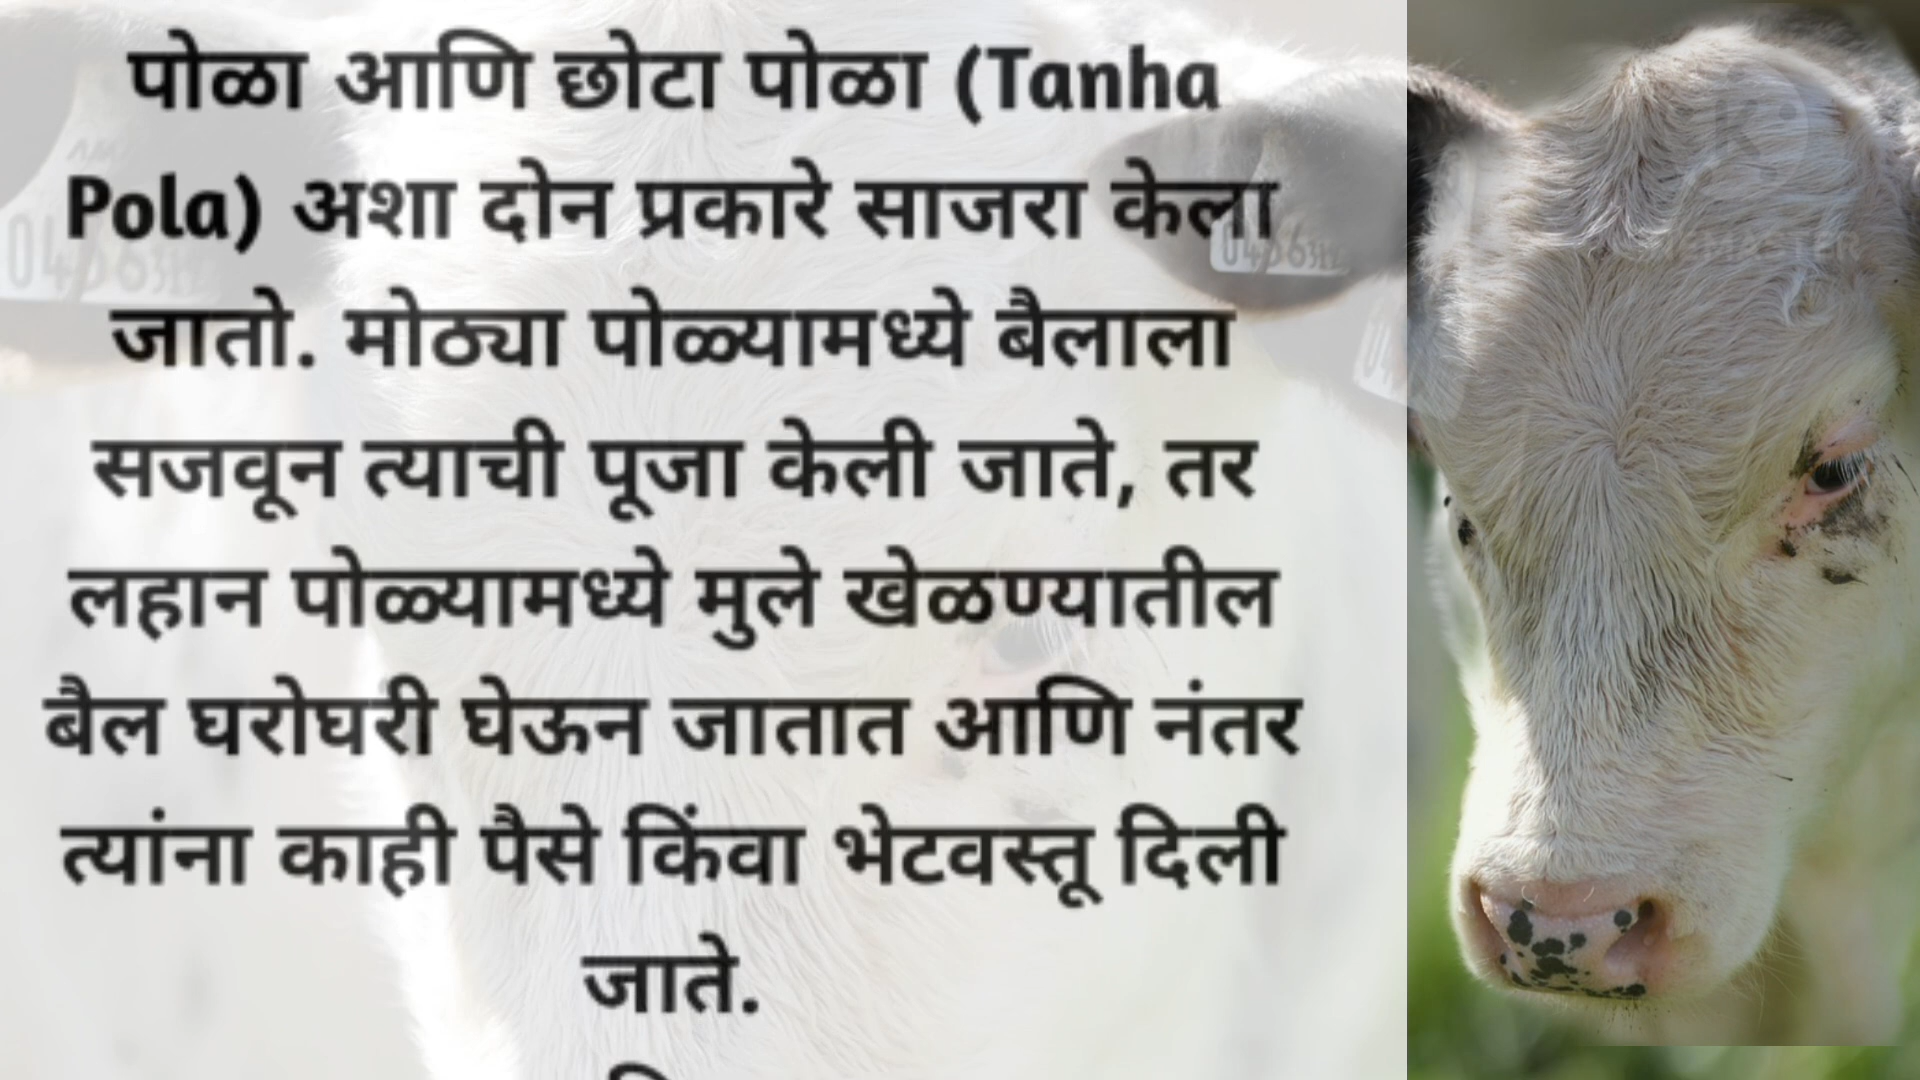 पोळा आणि छोटा पोळा (Tanha
Pola) अशा दोन प्रकारे साजरा केला
जातो. मोठ्या पोळ्यामध्ये बैलाला
सजवून त्याची पूजा केली जाते, तर
लहान पोळ्यामध्ये मुले खेळण्यातील
बैल घरोघरी घेऊन जातात आणि नंतर
त्यांना काही पैसे किंवा भेटवस्तू दिली
जाते.